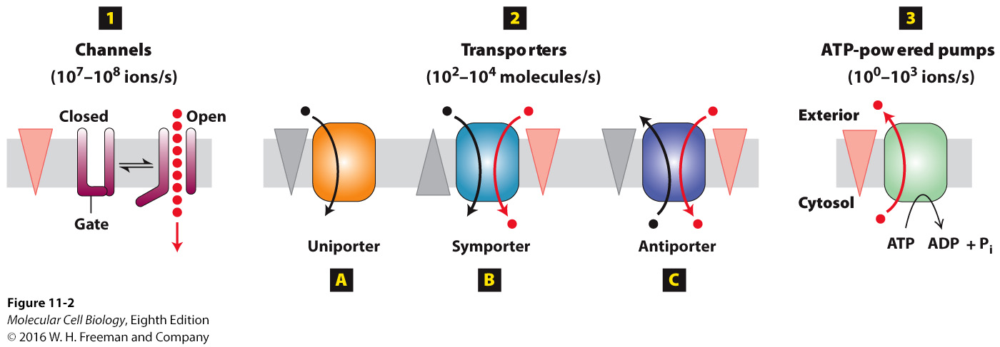 1
Channels
(10⁷–10⁸ ions/s)
Closed
Open
Gate
2
Transporters
(10²–10⁴ molecules/s)
Uniporter
A
Symporter
B
Antiporter
C
3
ATP-powered pumps
(10⁰–10³ ions/s)
Exterior
Cytosol
ATP ADP + Pᵢ
Figure 11-2
Molecular Cell Biology, Eighth Edition
© 2016 W. H. Freeman and Company